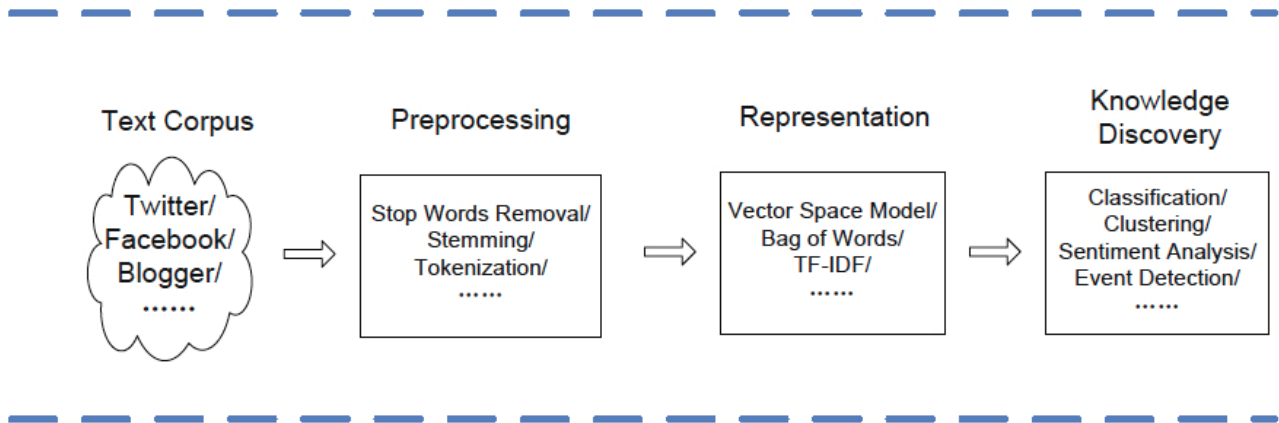 Text Corpus
Twitter/
Facebook/
Blogger/
......
Preprocessing
Stop Words Removal/
Stemming/
Tokenization/
......
Representation
Vector Space Model/
Bag of Words/
TF-IDF/
......
Knowledge
Discovery
Classification/
Clustering/
Sentiment Analysis/
Event Detection/
......